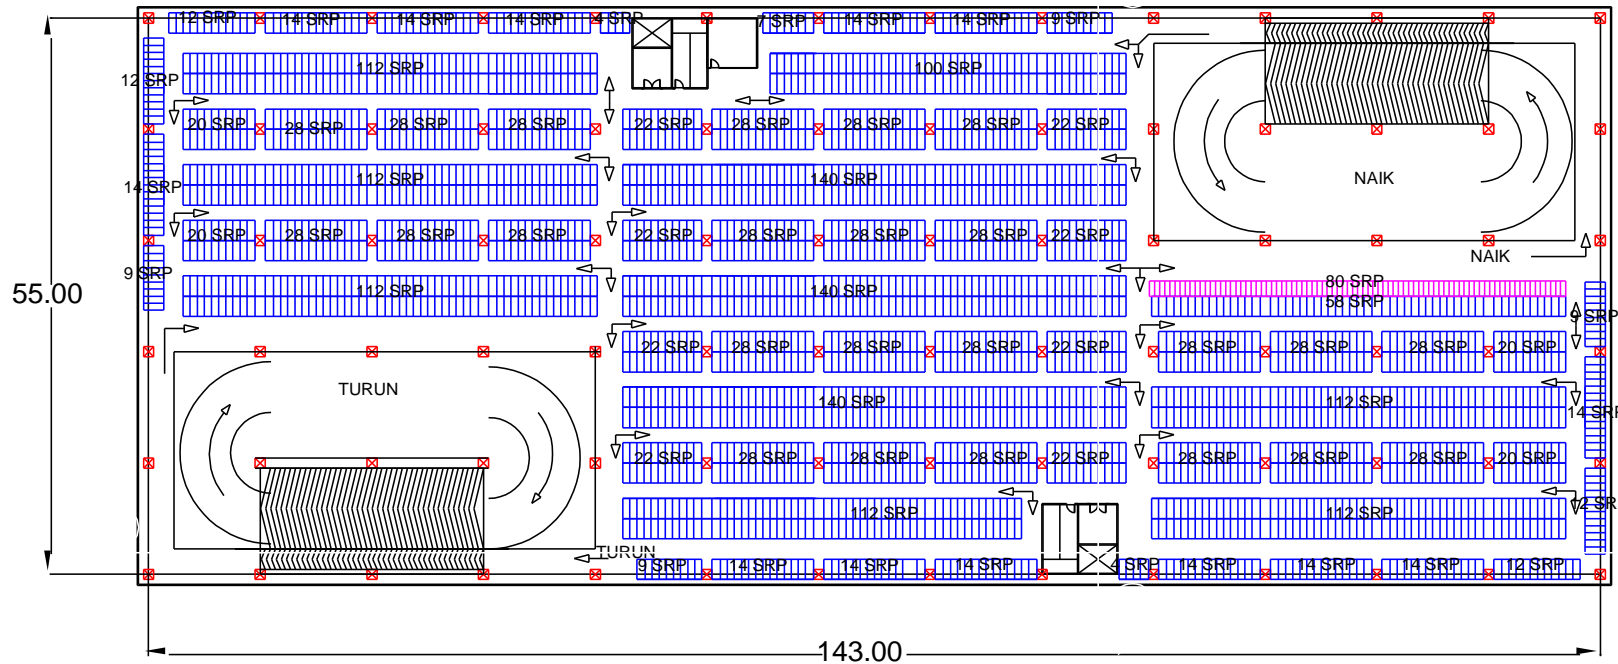 12 SRP 14 SRP 14 SRP 14 SRP 4 SRP 7 SRP 14 SRP 14 SRP 9 SRP
12 SRP 112 SRP 100 SRP
20 SRP 28 SRP 28 SRP 28 SRP 22 SRP 28 SRP 28 SRP 28 SRP 22 SRP
14 SRP 112 SRP 140 SRP NAIK
20 SRP 28 SRP 28 SRP 28 SRP 22 SRP 28 SRP 28 SRP 28 SRP 22 SRP
NAIK
9 SRP
80 SRP
55.00
112 SRP 140 SRP 58 SRP
9 SRP
22 SRP 28 SRP 28 SRP 28 SRP 22 SRP 28 SRP 28 SRP 28 SRP 20 SRP
TURUN
140 SRP 112 SRP 14 SRP
22 SRP 28 SRP 28 SRP 28 SRP 22 SRP 28 SRP 28 SRP 28 SRP 20 SRP
112 SRP 112 SRP
TURUN
9 SRP 14 SRP 14 SRP 14 SRP 4 SRP 14 SRP 14 SRP 14 SRP 12 SRP
143.00